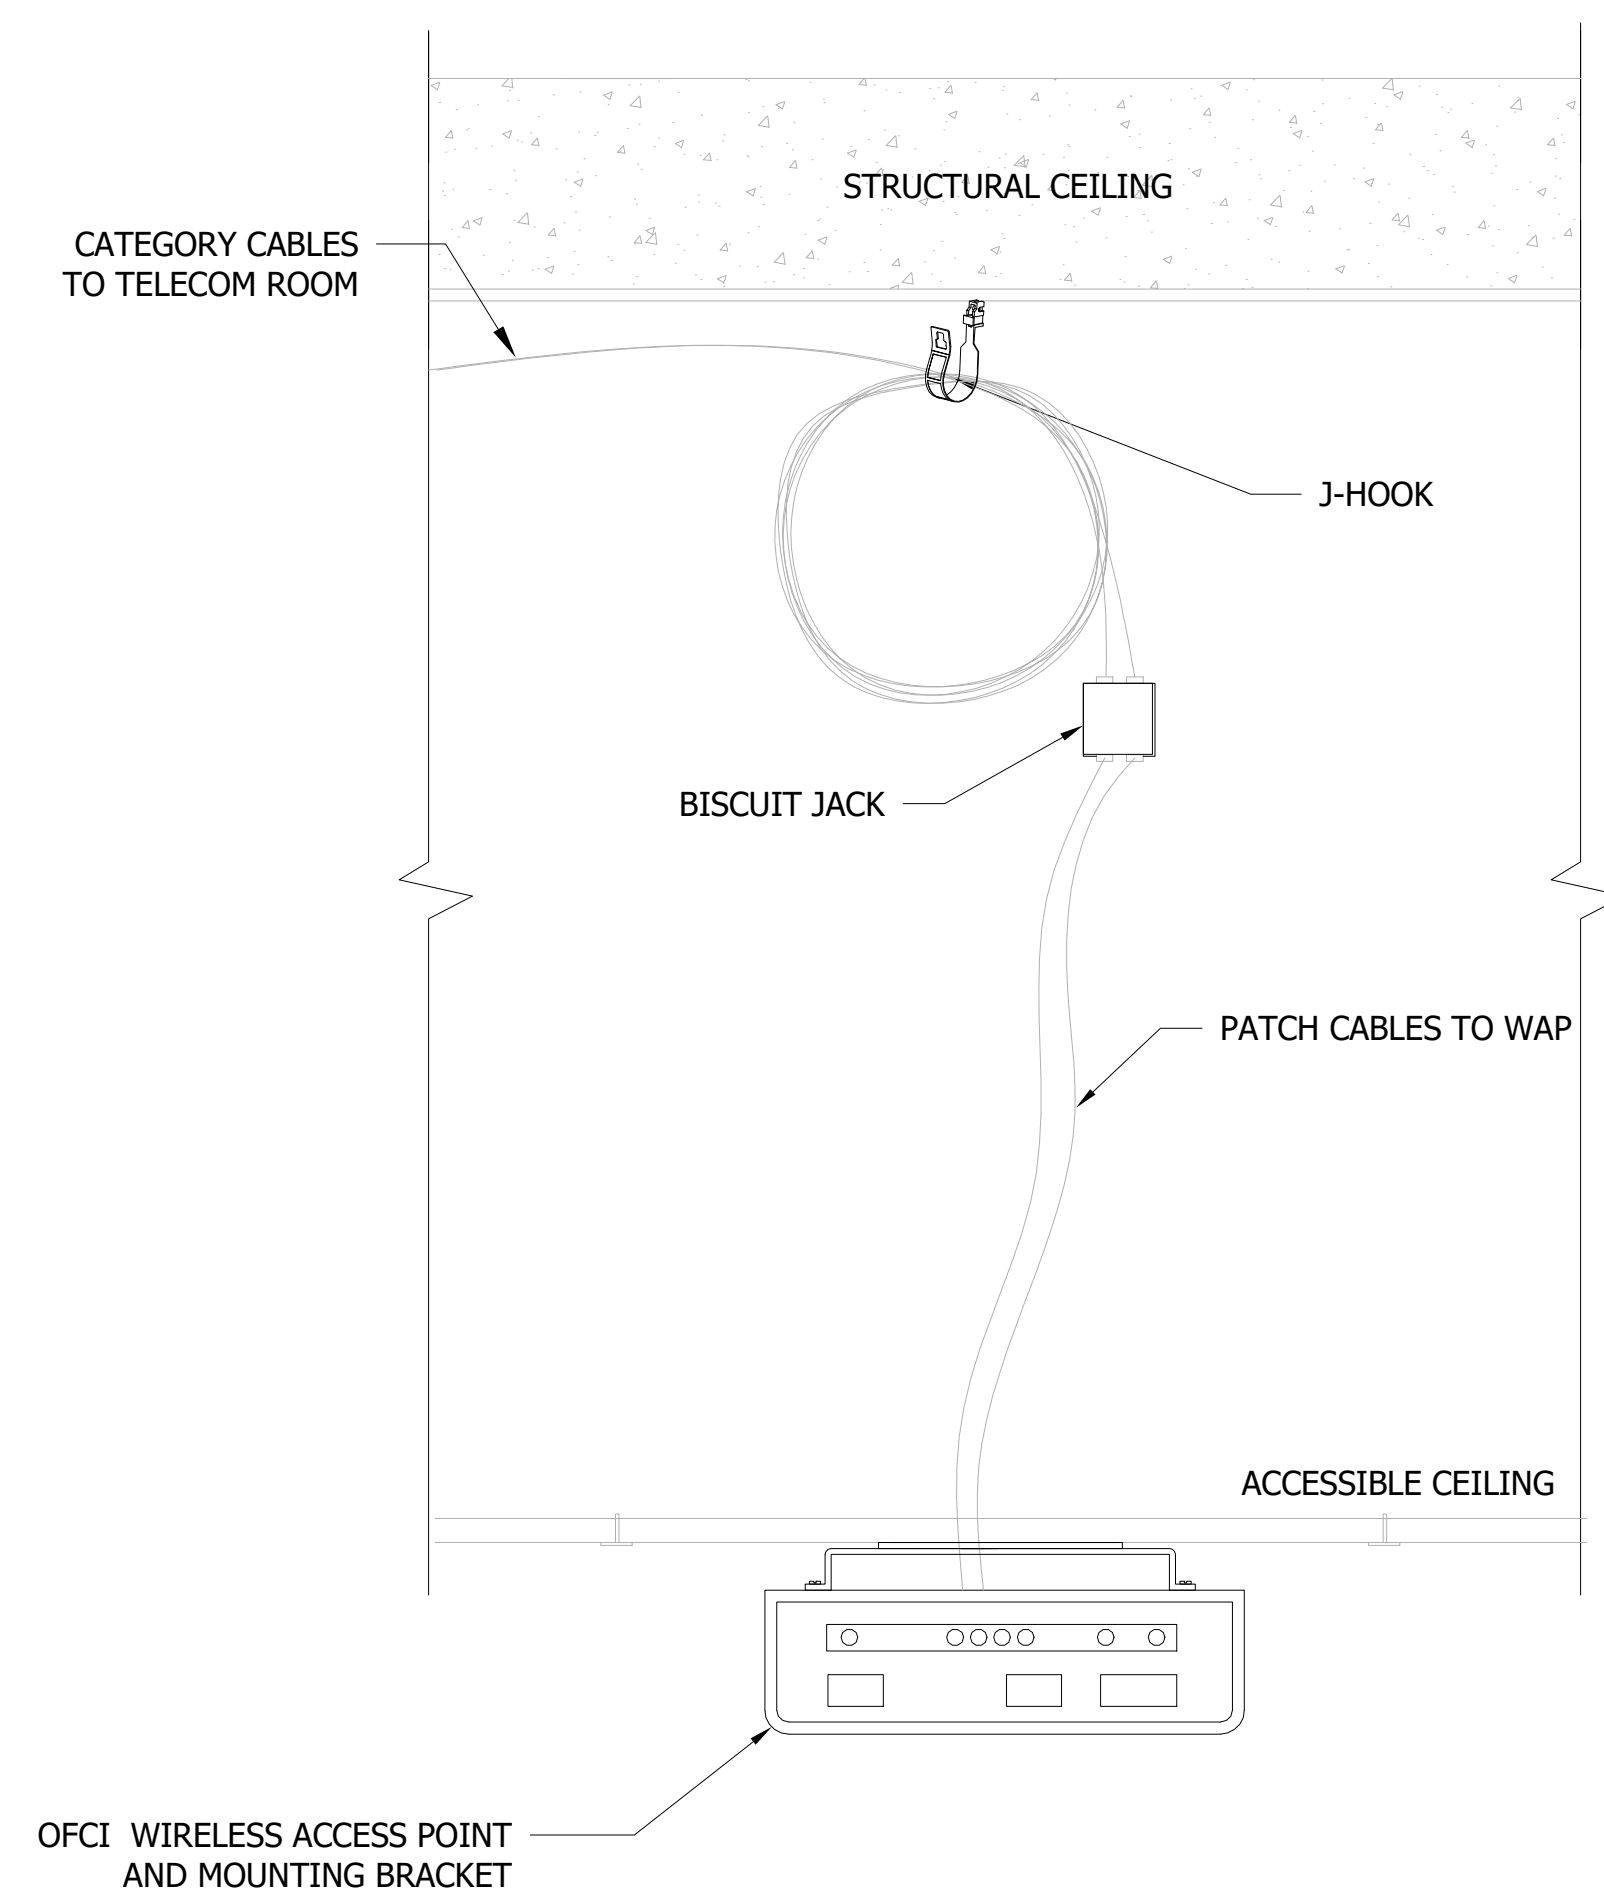 STRUCTURAL CEILING
CATEGORY CABLES
TO TELECOM ROOM
J-HOOK
BISCUIT JACK
PATCH CABLES TO WAP
ACCESSIBLE CEILING
OFCI  WIRELESS ACCESS POINT
AND MOUNTING BRACKET